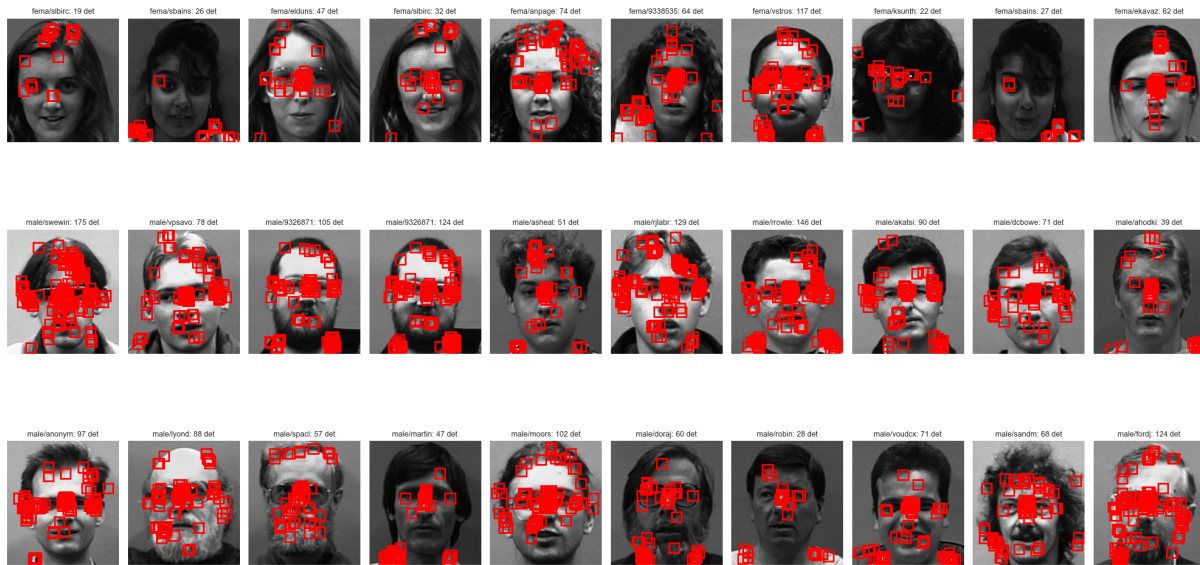 fema/slbirc: 19 det
fema/sbains: 26 det
fema/elduns: 47 det
fema/slbirc: 32 det
fema/anpage: 74 det
fema/9338535: 64 det
fema/vstros: 117 det
fema/ksunth: 22 det
fema/sbains: 27 det
fema/ekavaz: 62 det
male/swewin: 175 det
male/vpsavo: 78 det
male/9326871: 105 det
male/9326871: 124 det
male/asheal: 51 det
male/rjlabr: 129 det
male/rrowle: 146 det
male/akatsi: 90 det
male/dcbowe: 71 det
male/ahodki: 39 det
male/anonym: 97 det
male/lyond: 88 det
male/spacl: 57 det
male/martin: 47 det
male/moors: 102 det
male/doraj: 60 det
male/robin: 28 det
male/voudcx: 71 det
male/sandm: 68 det
male/fordj: 124 det